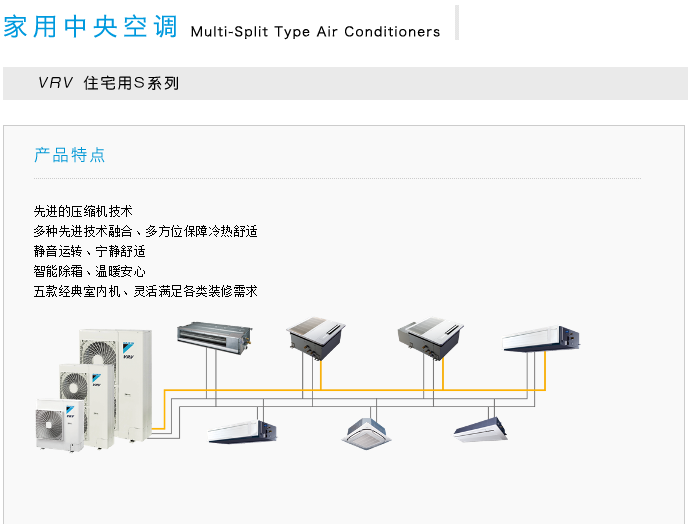 家用中央空调 Multi-Split Type Air Conditioners
VRV 住宅用S系列
产品特点
先进的压缩机技术
多种先进技术融合、多方位保障冷热舒适
静音运转、宁静舒适
智能除霜、温暖安心
五款经典室内机、灵活满足各类装修需求
VRV
VRV
VRV